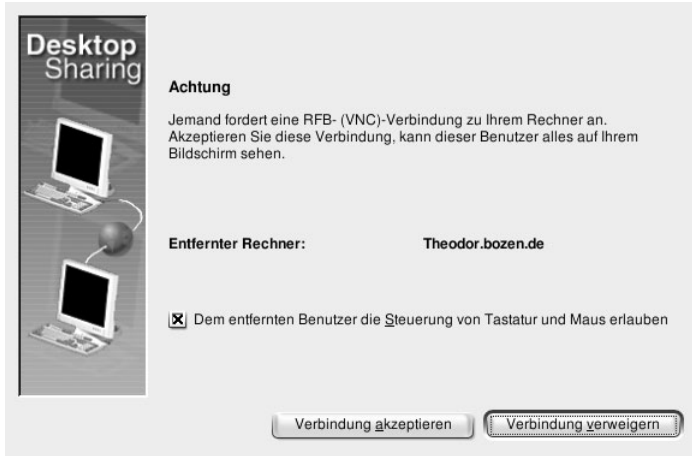 Desktop
Sharing
Achtung
Jemand fordert eine RFB- (VNC)-Verbindung zu Ihrem Rechner an.
Akzeptieren Sie diese Verbindung, kann dieser Benutzer alles auf Ihrem
Bildschirm sehen.
Entfernter Rechner: Theodor.bozen.de
Dem entfernten Benutzer die Steuerung von Tastatur und Maus erlauben
Verbindung akzeptieren Verbindung verweigern